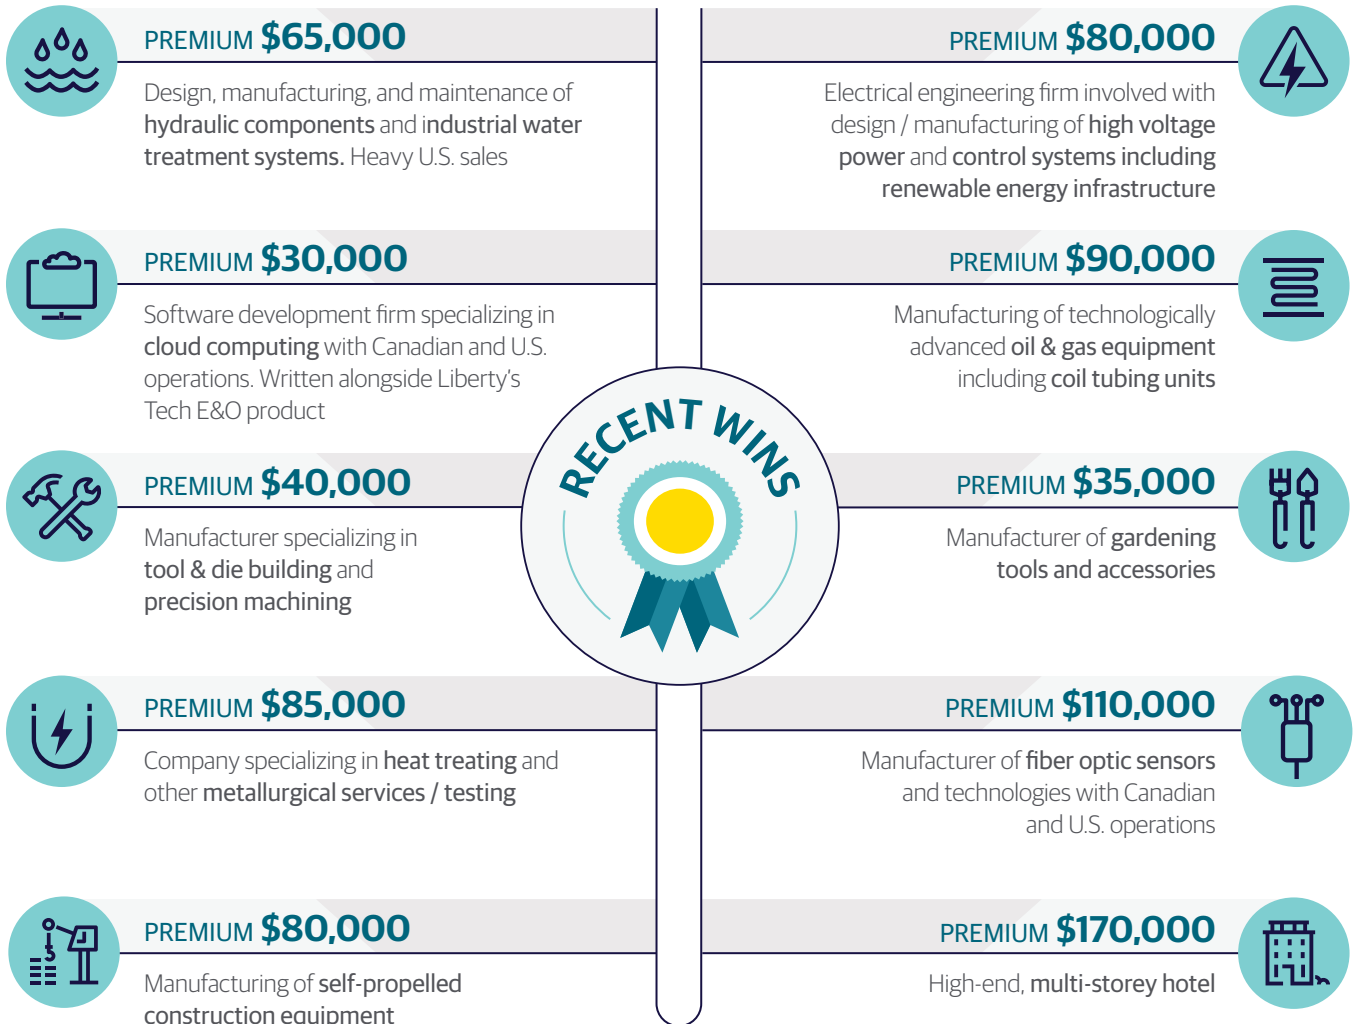 PREMIUM $65,000
Design, manufacturing, and maintenance of
hydraulic components and industrial water
treatment systems. Heavy U.S. sales
PREMIUM $30,000
Software development firm specializing in
cloud computing with Canadian and U.S.
operations. Written alongside Liberty's
Tech E&O product
PREMIUM $40,000
Manufacturer specializing in
tool & die building and
precision machining
PREMIUM $85,000
Company specializing in heat treating and
other metallurgical services / testing
PREMIUM $80,000
Manufacturing of self-propelled
construction equipment
RECENT WINS
PREMIUM $80,000
Electrical engineering firm involved with
design / manufacturing of high voltage
power and control systems including
renewable energy infrastructure
PREMIUM $90,000
Manufacturing of technologically
advanced oil & gas equipment
including coil tubing units
PREMIUM $35,000
Manufacturer of gardening
tools and accessories
PREMIUM $110,000
Manufacturer of fiber optic sensors
and technologies with Canadian
and U.S. operations
PREMIUM $170,000
High-end, multi-storey hotel